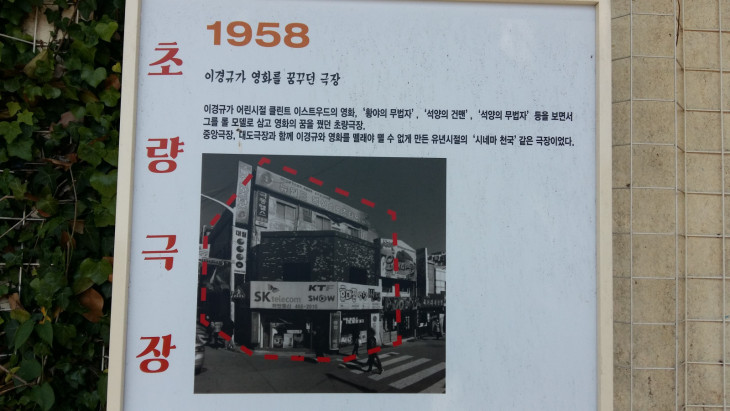 초량극장
1958
이경규가 영화를 꿈꾸던 극장
이경규가 어린시절 클린트 이스트우드의 영화, '황야의 무법자', '석양의 건맨', '석양의 무법자' 등을 보면서
그를 롤 모델로 삼고 영화의 꿈을 꿨던 초량극장.
중앙극장, 대도극장과 함께 이경규와 영화를 뗄래야 뗄 수 없게 만든 유년시절의 '시네마 천국' 같은 극장이었다.
SK telecom
KTF
SHOW